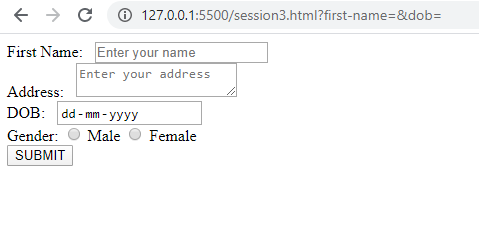 127.0.0.1:5500/session3.html?first-name=&dob=
First Name: Enter your name
Address: Enter your address
DOB: dd-mm-yyyy
Gender: Male Female
SUBMIT